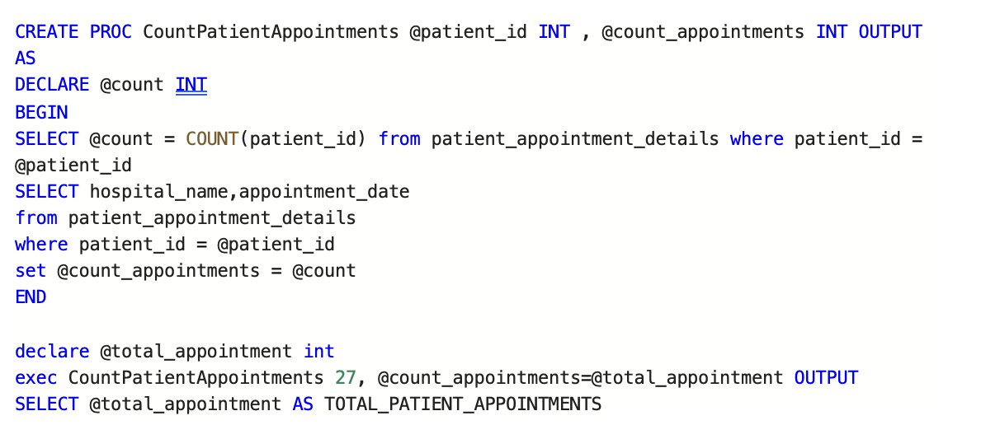 CREATE PROC CountPatientAppointments @patient_id INT , @count_appointments INT OUTPUT
AS
DECLARE @count INT
BEGIN
SELECT @count = COUNT(patient_id) from patient_appointment_details where patient_id =
@patient_id
SELECT hospital_name,appointment_date
from patient_appointment_details
where patient_id = @patient_id
set @count_appointments = @count
END
declare @total_appointment int
exec CountPatientAppointments 27, @count_appointments=@total_appointment OUTPUT
SELECT @total_appointment AS TOTAL_PATIENT_APPOINTMENTS